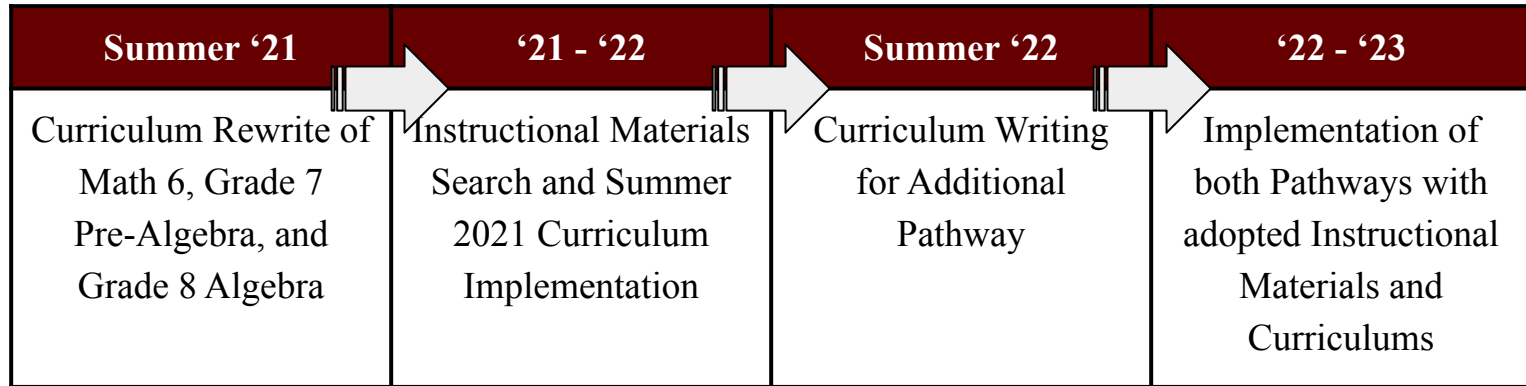 Summer ‘21
‘21 - ‘22
Summer ‘22
‘22 - ‘23
Curriculum Rewrite of
Math 6, Grade 7
Pre-Algebra, and
Grade 8 Algebra
Instructional Materials
Search and Summer
2021 Curriculum
Implementation
Curriculum Writing
for Additional
Pathway
Implementation of
both Pathways with
adopted Instructional
Materials and
Curriculums